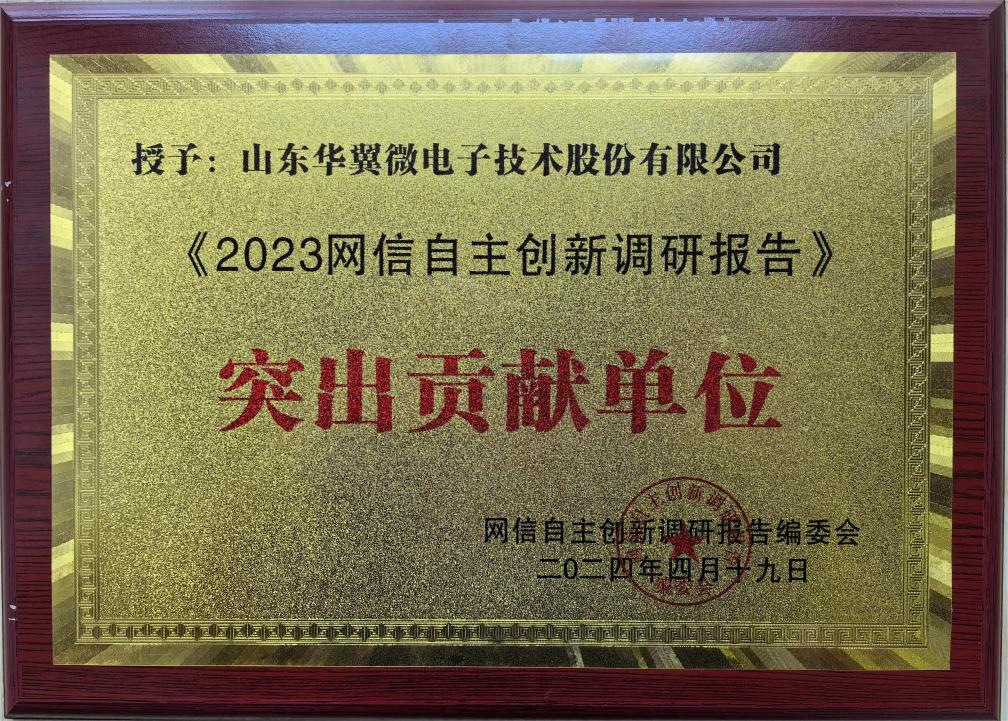 授予：山东华翼微电子技术股份有限公司
《2023网信自主创新调研报告》
突出贡献单位
网信自主创新调研报告编委会
二0二四年四月十九日